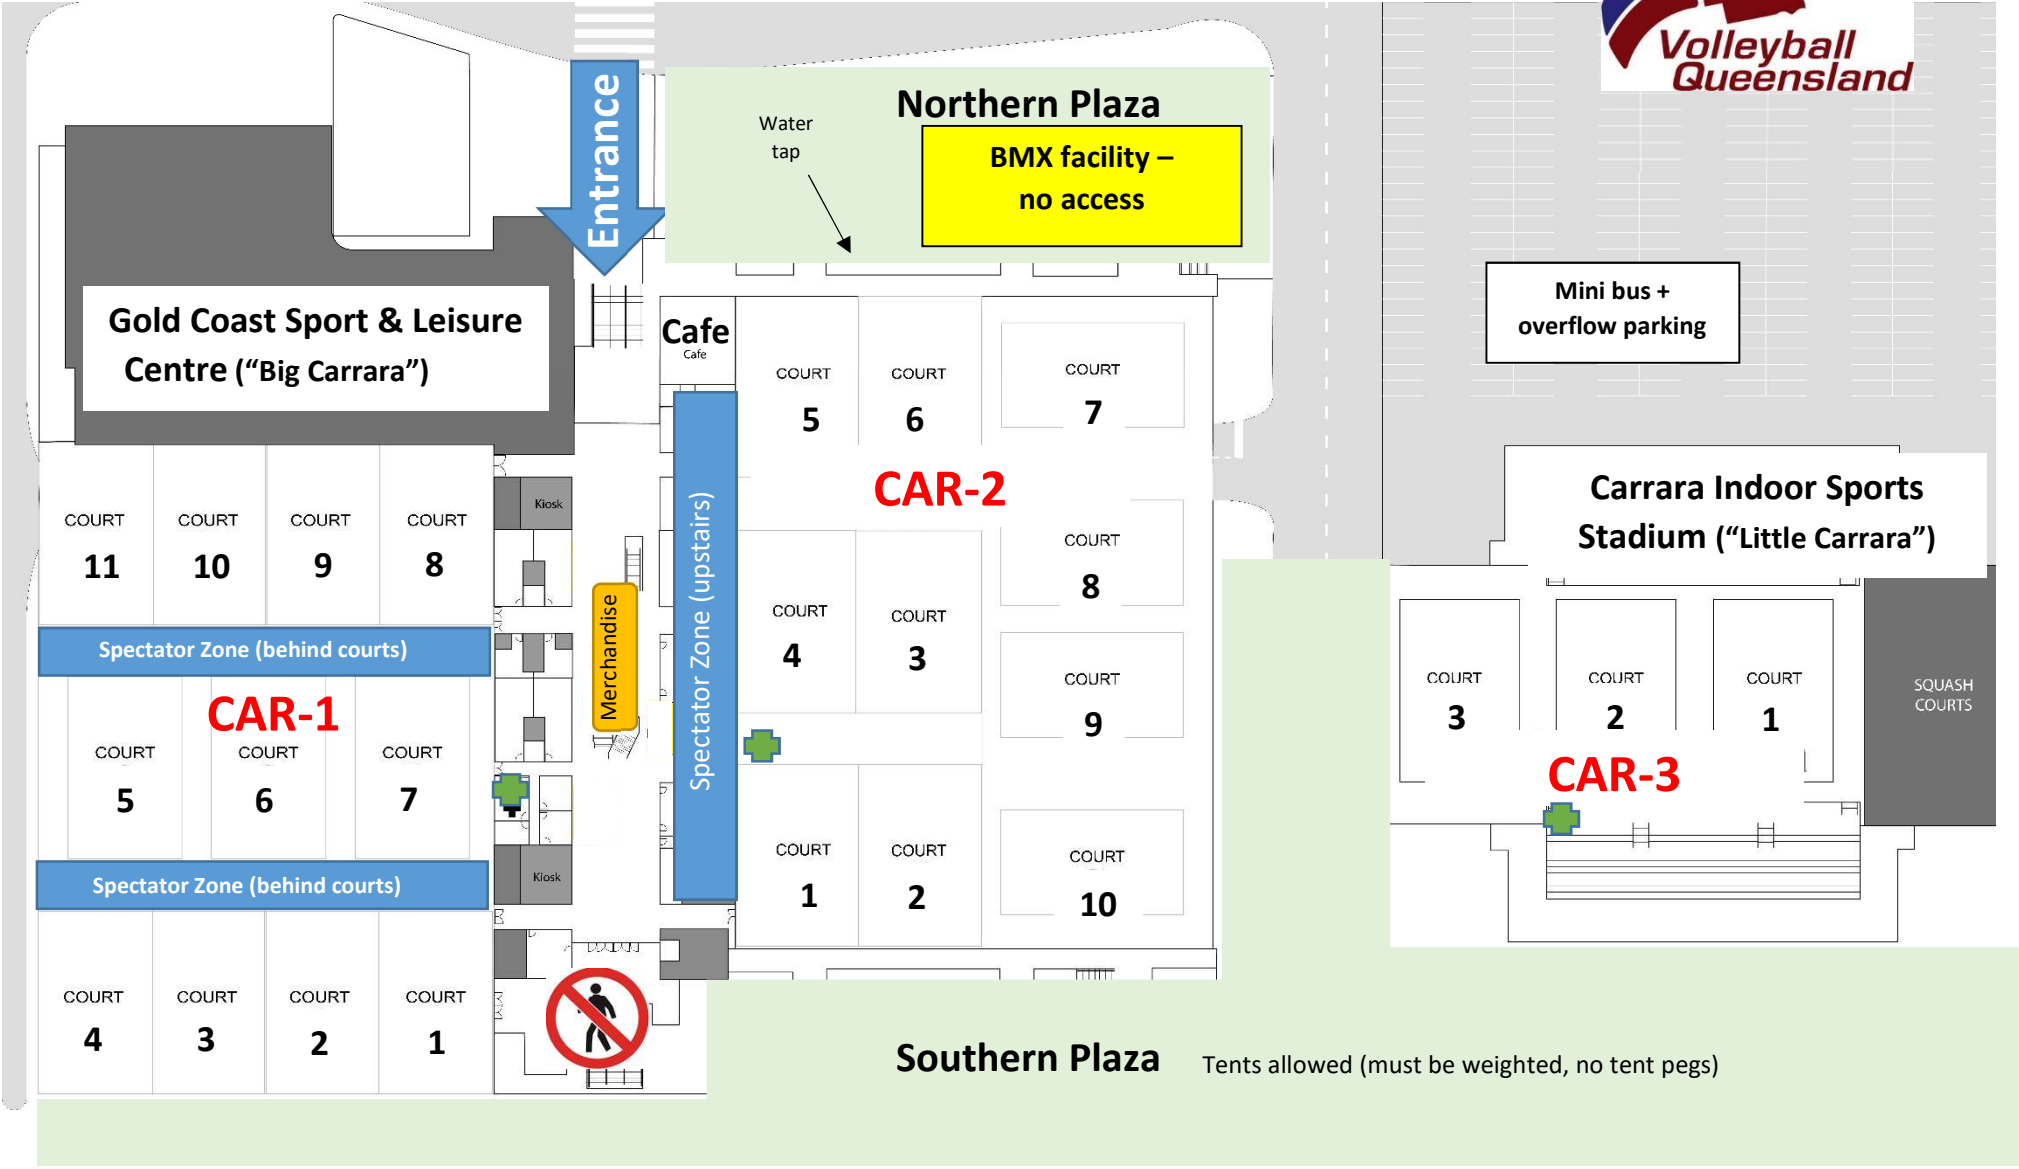 Volleyball
Queensland
Entrance
Northern Plaza
Water
tap
BMX facility –
no access
Mini bus +
overflow parking
Gold Coast Sport & Leisure
Centre (“Big Carrara”)
Cafe
Cafe
COURT
5
COURT
6
COURT
7
CAR-2
COURT
8
COURT
4
COURT
3
COURT
9
COURT
1
COURT
2
COURT
10
Spectator Zone (upstairs)
Merchandise
Kiosk
Kiosk
COURT
11
COURT
10
COURT
9
COURT
8
Spectator Zone (behind courts)
CAR-1
COURT
5
COURT
6
COURT
7
Spectator Zone (behind courts)
COURT
4
COURT
3
COURT
2
COURT
1
Carrara Indoor Sports
Stadium (“Little Carrara”)
COURT
3
COURT
2
COURT
1
CAR-3
SQUASH
COURTS
Southern Plaza
Tents allowed (must be weighted, no tent pegs)